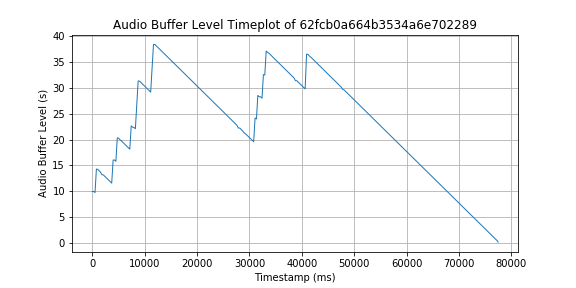 Audio Buffer Level Timeplot of 62fcb0a664b3534a6e702289
Audio Buffer Level (s)
40
35
30
25
20
15
10
5
0
0 10000 20000 30000 40000 50000 60000 70000 80000
Timestamp (ms)